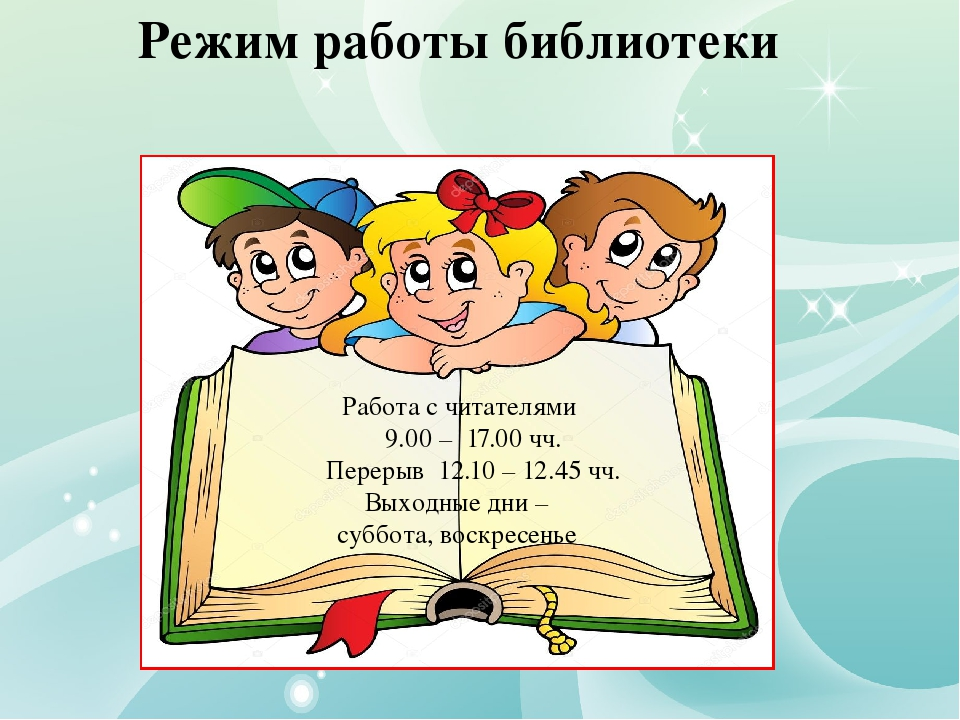 Режим работы библиотеки
Работа с читателями
9.00 – 17.00 чч.
Перерыв 12.10 – 12.45 чч.
Выходные дни –
суббота, воскресенье